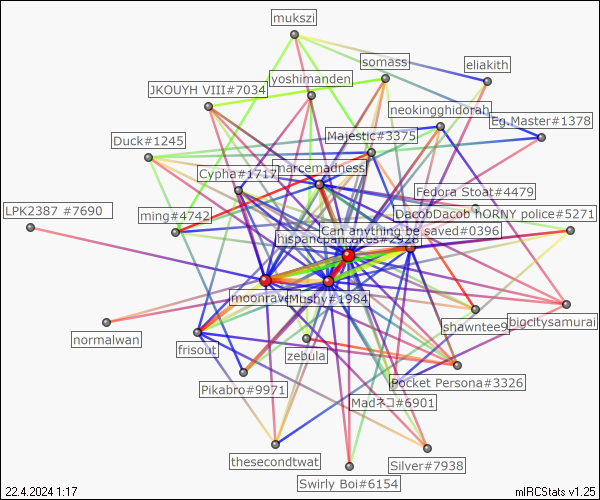 mukszi
somass
eliakith
yoshimanden
JKOUYH VIII#7034
neokingghidorah
Eg.Master#1378
Duck#1245
Majestic#3375
Cypha#1717
marcemadness
Fedora Stoat#4479
LPK2387 #7690
ming#4742
DacobDacob hORNY police#5271
Can anything be saved#0396
hispancpancakes#2928
moonrave
Mushy#1984
shawntee9
bigcitysamurai
normalwan
frisout
zebula
Pikabro#9971
Pocket Persona#3326
Madネコ#6901
thesecondtwat
Silver#7938
Swirly Boi#6154
22.4.2024 1:17
mIRCStats v1.25